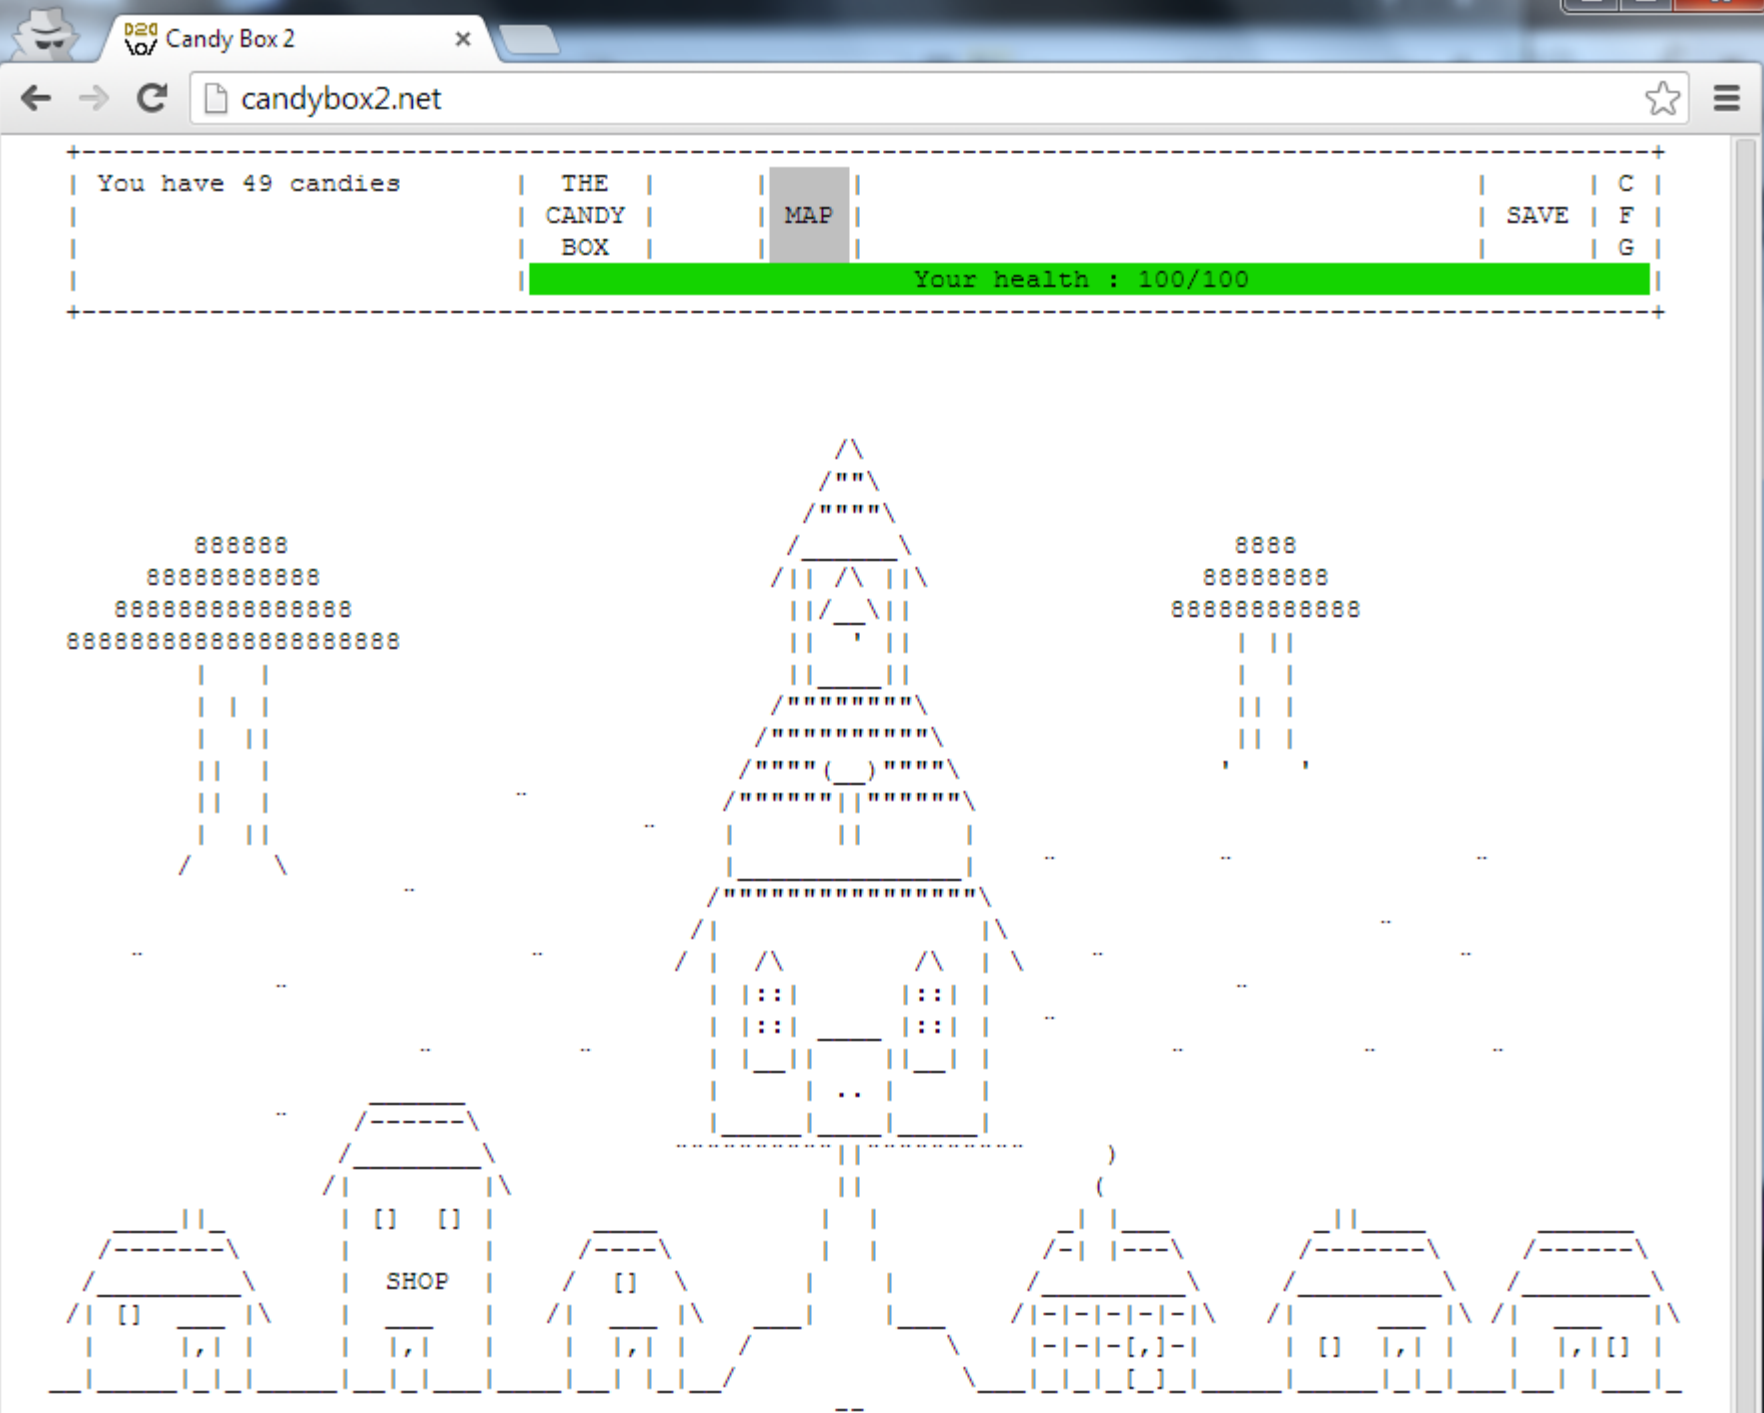 Candy Box 2
candybox2.net
You have 49 candies
THE
CANDY
BOX
MAP
SAVE
C
F
G
Your health : 100/100
SHOP